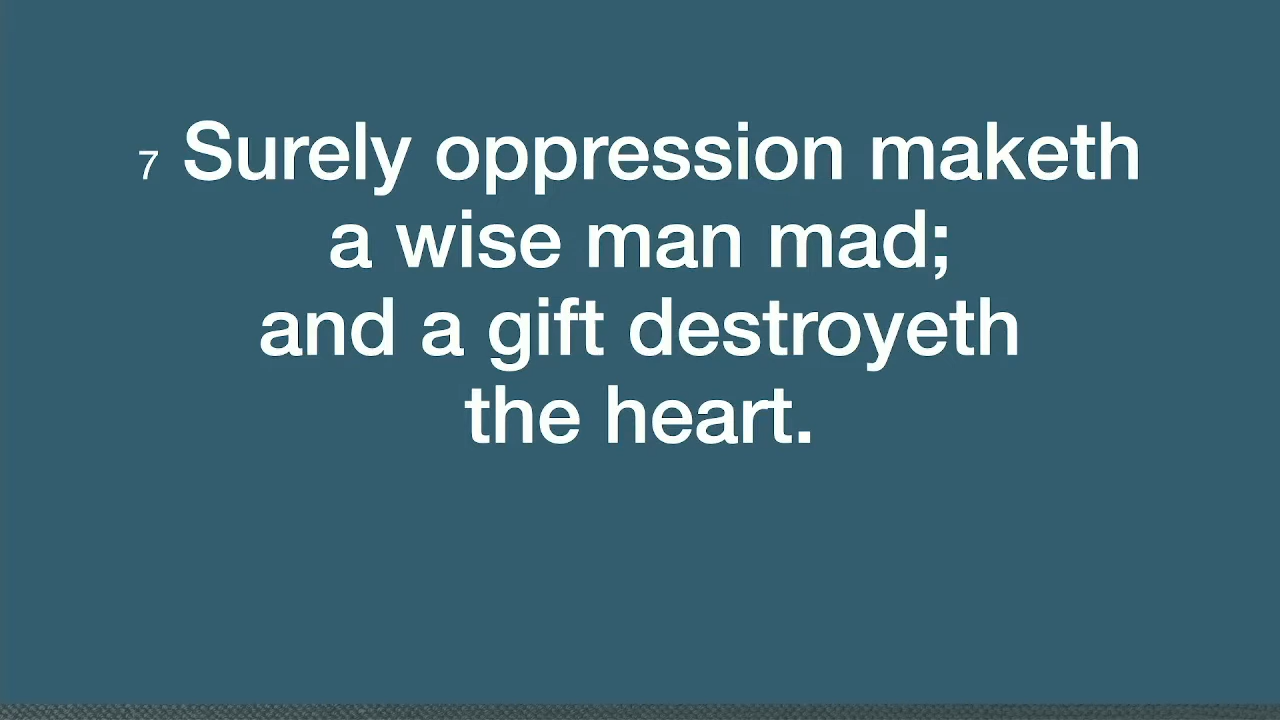 7 Surely oppression maketh
a wise man mad;
and a gift destroyeth
the heart.